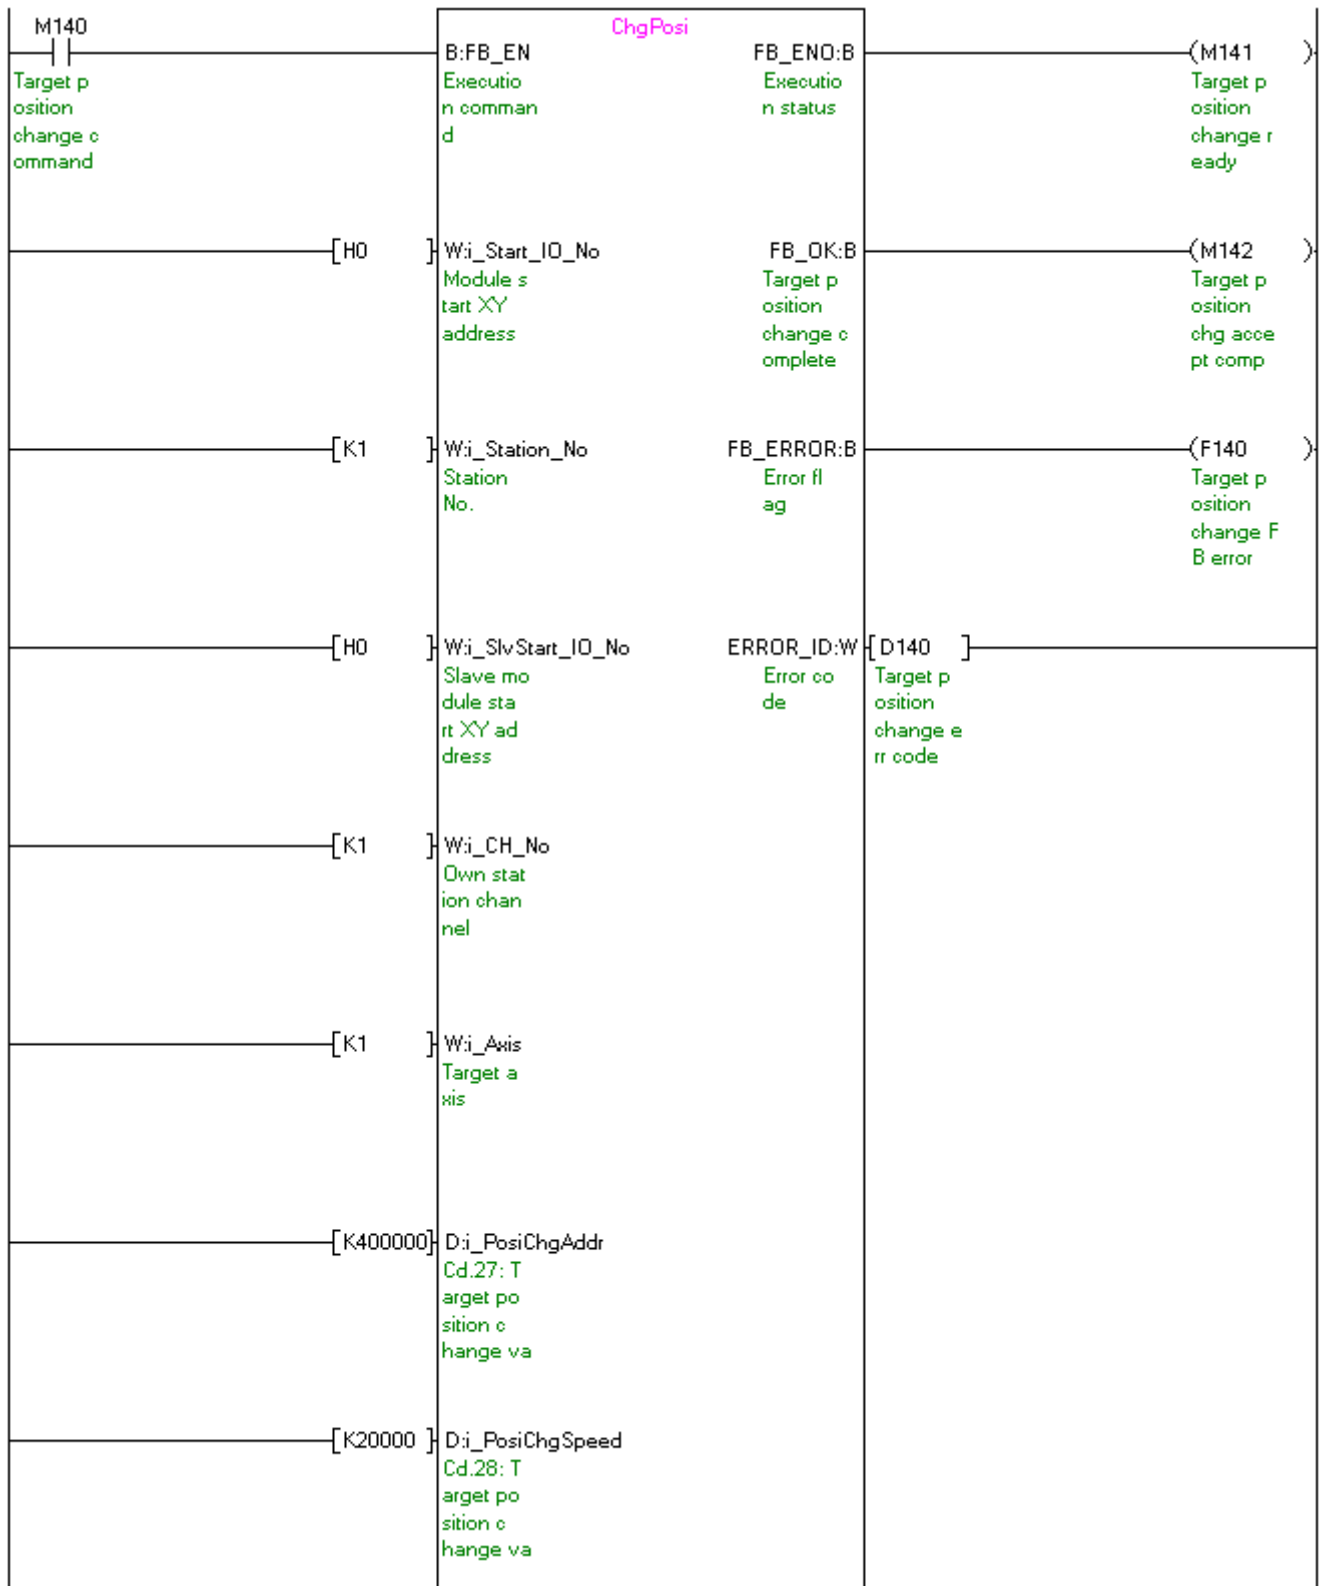 M140
ChgPosi
B:FB_EN
FB_ENO:B
(M141 )
Target p
osition
change c
ommand
Executio
n comman
d
Executio
n status
Target p
osition
change r
eady
[H0 ]
W:i_Start_IO_No
FB_OK:B
(M142 )
Module s
tart XY
address
Target p
osition
change c
omplete
Target p
osition
chg acce
pt comp
[K1 ]
W:i_Station_No
FB_ERROR:B
(F140 )
Station
No.
Error fl
ag
Target p
osition
change F
B error
[H0 ]
W:i_SlvStart_IO_No
ERROR_ID:W
[D140 ]
Slave mo
dule sta
rt XY ad
dress
Error co
de
Target p
osition
change e
rr code
[K1 ]
W:i_CH_No
Own stat
ion chan
nel
[K1 ]
W:i_Axis
Target a
xis
[K400000]
D:i_PosiChgAddr
Cd.27: T
arget po
sition c
hange va
[K20000 ]
D:i_PosiChgSpeed
Cd.28: T
arget po
sition c
hange va